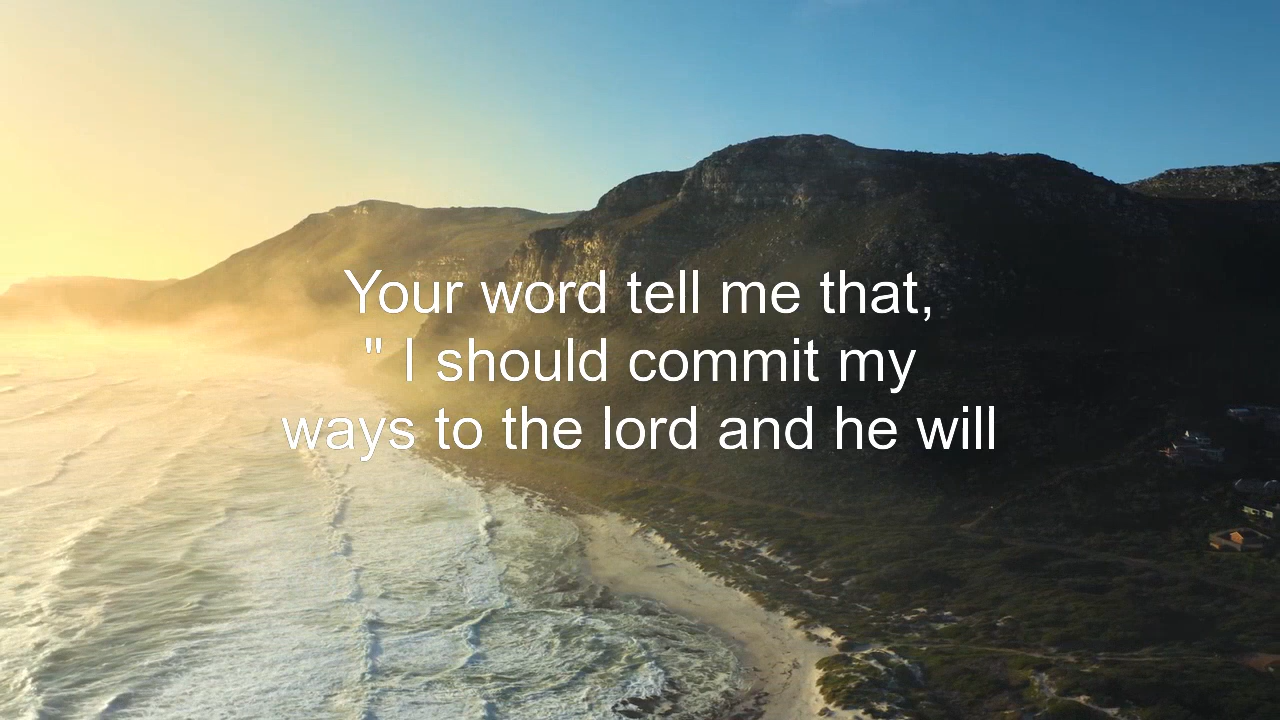 Your word tell me that,
" I should commit my
ways to the lord and he will